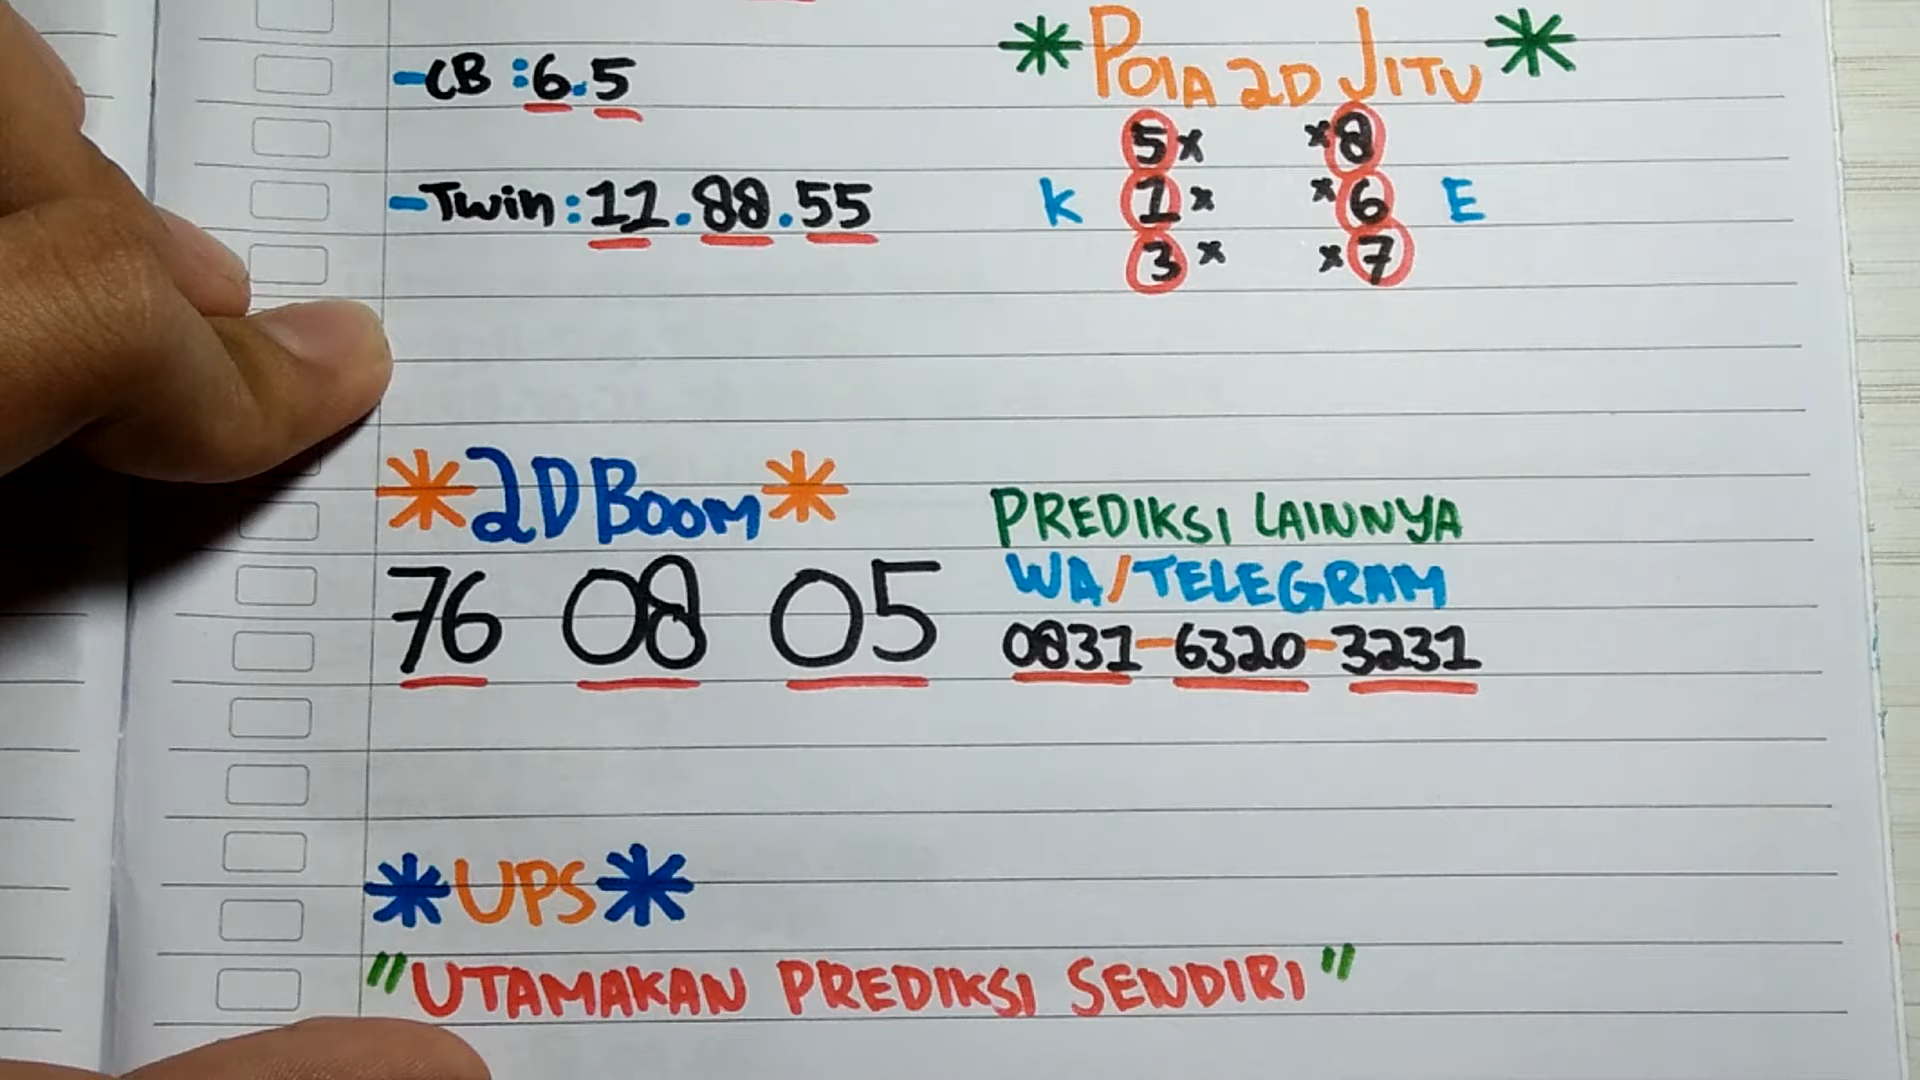 -CB : 6.5
-Twin : 11.88.55
* POlA 2D JITU *
5x x8
K 1x x6 E
3x x7
*2D BOOM*
76 08 05
PREDIKSI LAINNYA
WA/TELEGRAM
0831-6320-3231
*UPS*
"UTAMAKAN PREDIKSI SENDIRI"